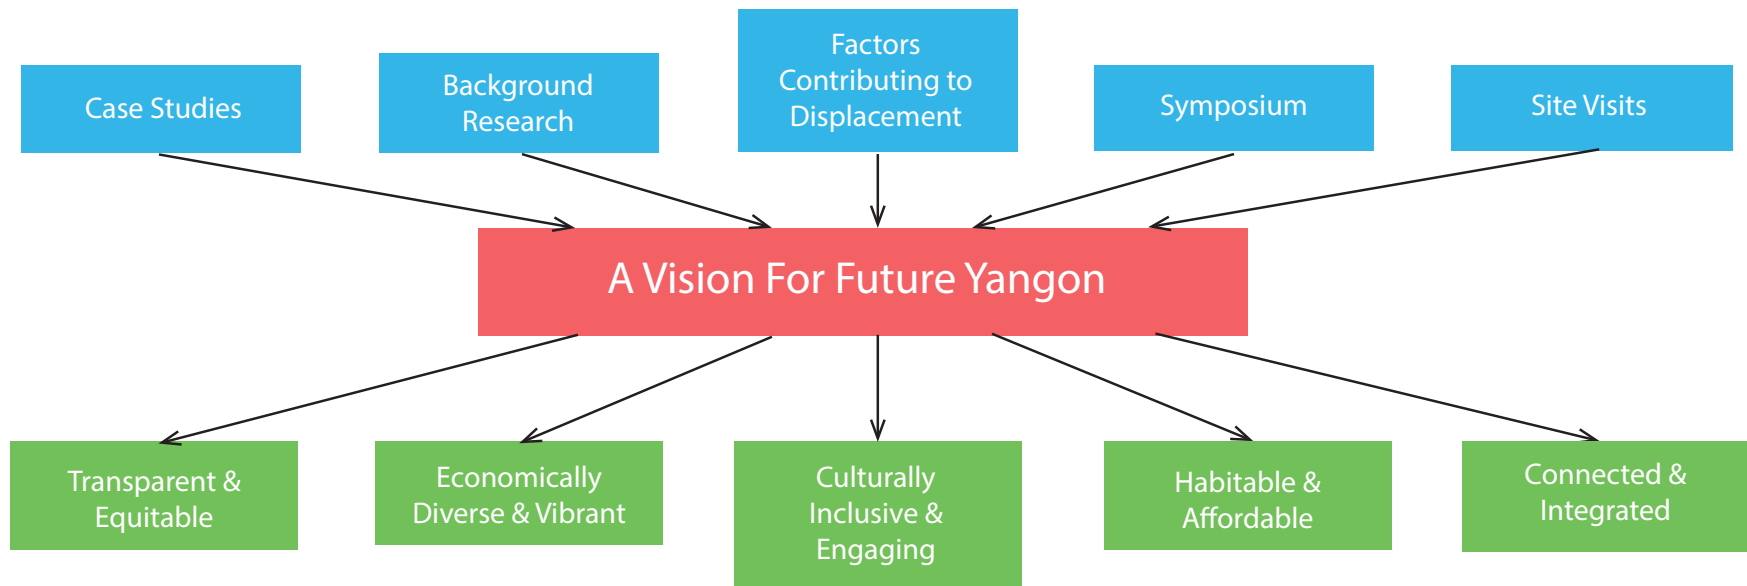 Case Studies
Background
Research
Factors
Contributing to
Displacement
Symposium
Site Visits
A Vision For Future Yangon
Transparent &
Equitable
Economically
Diverse & Vibrant
Culturally
Inclusive &
Engaging
Habitable &
Affordable
Connected &
Integrated